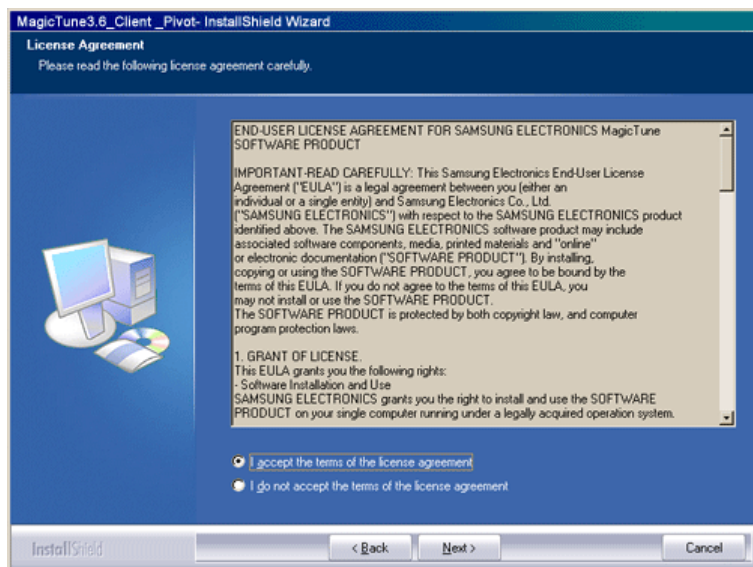 MagicTune3.6_Client _Pivot- InstallShield Wizard
License Agreement
Please read the following license agreement carefully.
END-USER LICENSE AGREEMENT FOR SAMSUNG ELECTRONICS MagicTune
SOFTWARE PRODUCT
IMPORTANT-READ CAREFULLY: This Samsung Electronics End-User License
Agreement ("EULA") is a legal agreement between you (either an
individual or a single entity) and Samsung Electronics Co., Ltd.
("SAMSUNG ELECTRONICS") with respect to the SAMSUNG ELECTRONICS product
identified above. The SAMSUNG ELECTRONICS software product may include
associated software components, media, printed materials and "online"
or electronic documentation ("SOFTWARE PRODUCT"). By installing,
copying or using the SOFTWARE PRODUCT, you agree to be bound by the
terms of this EULA. If you do not agree to the terms of this EULA, you
may not install or use the SOFTWARE PRODUCT.
The SOFTWARE PRODUCT is protected by both copyright law, and computer
program protection laws.
1. GRANT OF LICENSE.
This EULA grants you the following rights:
- Software Installation and Use
SAMSUNG ELECTRONICS grants you the right to install and use the SOFTWARE
PRODUCT on your single computer running under a legally acquired operation system.
I accept the terms of the license agreement
I do not accept the terms of the license agreement
InstallShield
< Back
Next >
Cancel